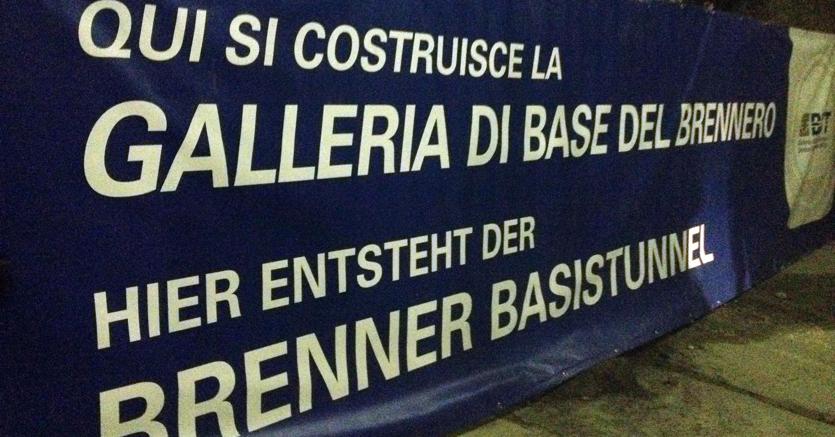 QUI SI COSTRUISCE LA
GALLERIA DI BASE DEL BRENNERO
HIER ENTSTEHT DER
BRENNER BASISTUNNEL